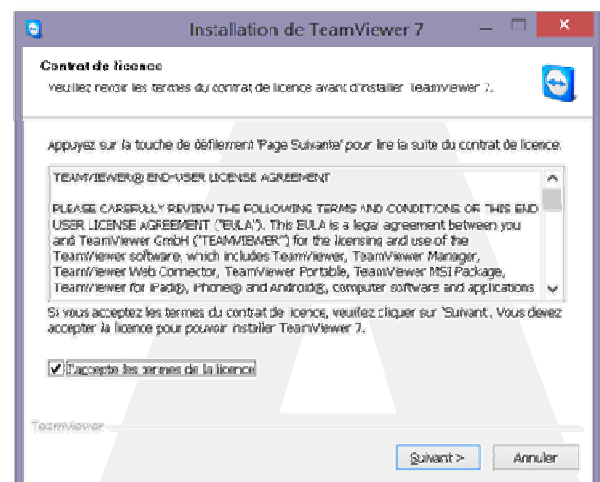 Installation de TeamViewer 7
Contrat de licence
Veuillez revoir les termes du contrat de licence avant d'installer TeamViewer 7.
Appuyez sur la touche de défilement 'Page Suivante' pour lire la suite du contrat de licence.
TEAMVIEWER® END-USER LICENSE AGREEMENT
PLEASE CAREFULLY REVIEW THE FOLLOWING TERMS AND CONDITIONS OF THIS END
USER LICENSE AGREEMENT ("EULA"). This EULA is a legal agreement between you
and TeamViewer GmbH ("TEAMVIEWER") for the licensing and use of the
TeamViewer software, which includes TeamViewer, TeamViewer Manager,
TeamViewer Web Connector, TeamViewer Portable, TeamViewer MSI Package,
TeamViewer for iPad®, iPhone® and Android®, computer software and applications
Si vous acceptez les termes du contrat de licence, veuillez cliquer sur 'Suivant'. Vous devez
accepter la licence pour pouvoir installer TeamViewer 7.
J'accepte les termes de la licence
TeamViewer
Suivant >
Annuler